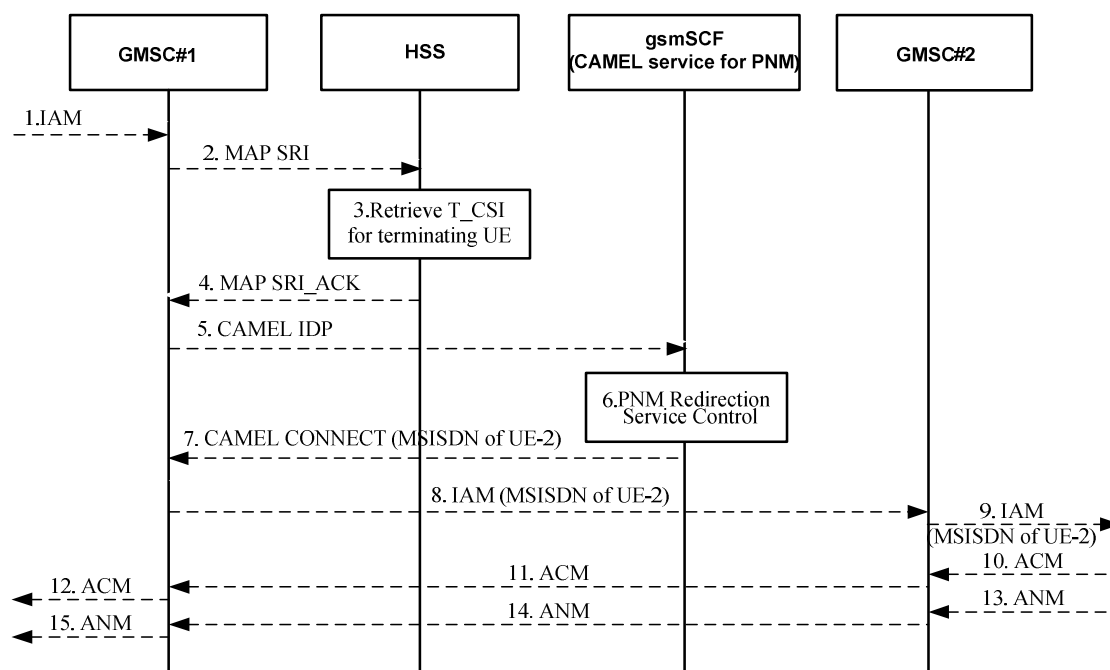 GMSC#1
HSS
gsmSCF
(CAMEL service for PNM)
GMSC#2
1.IAM
2. MAP SRI
3.Retrieve T_CSI
for terminating UE
4. MAP SRI_ACK
5. CAMEL IDP
6.PNM Redirection
Service Control
7. CAMEL CONNECT (MSISDN of UE-2)
8. IAM (MSISDN of UE-2)
9. IAM
(MSISDN of UE-2)
10. ACM
11. ACM
12. ACM
13. ANM
14. ANM
15. ANM